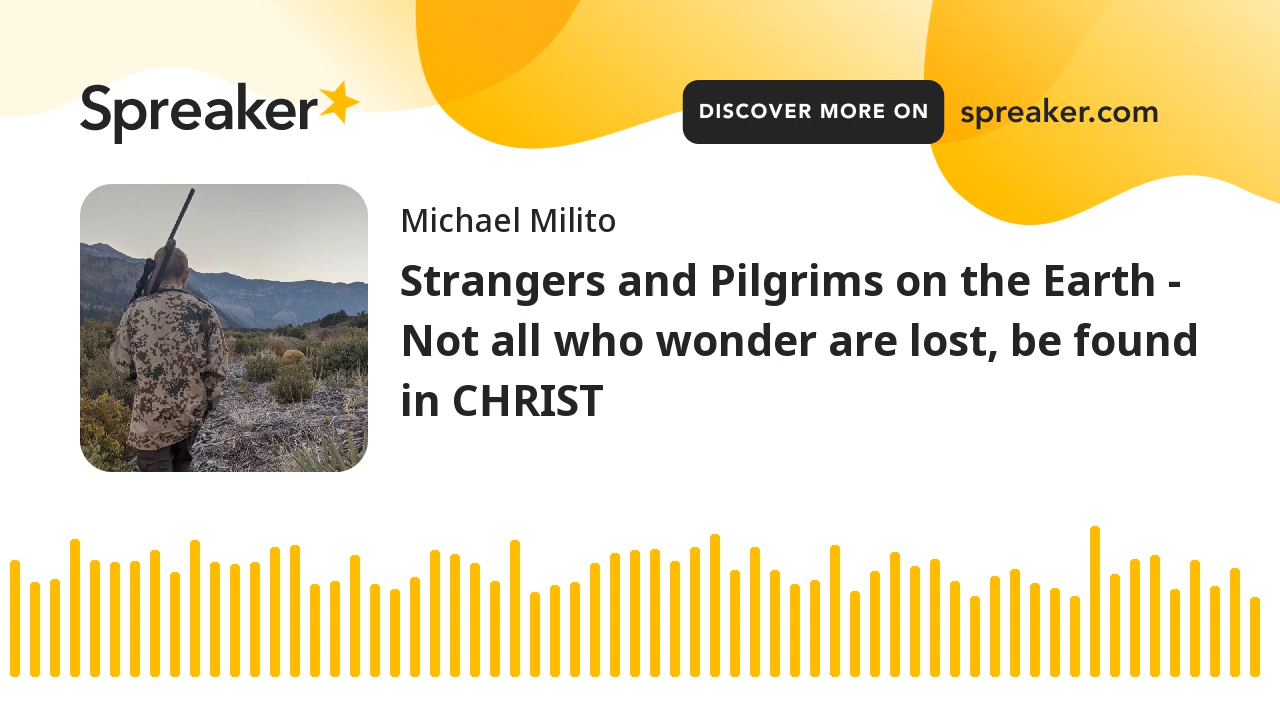 Spreaker
DISCOVER MORE ON spreaker.com
Michael Milito
Strangers and Pilgrims on the Earth -
Not all who wonder are lost, be found
in CHRIST